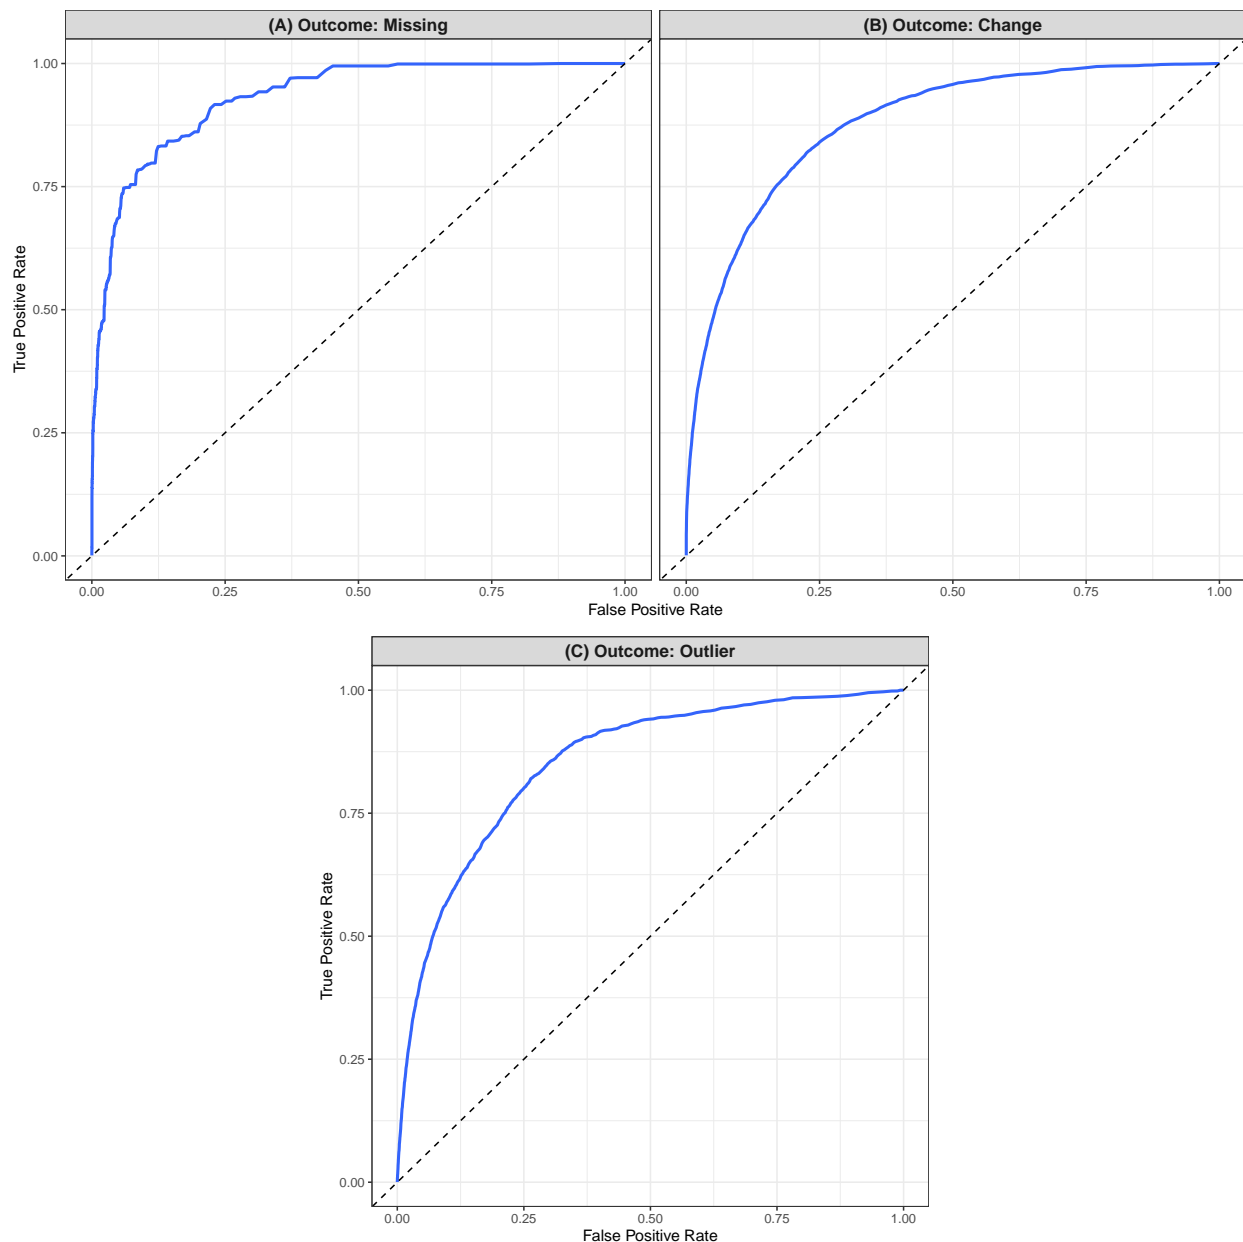 (A) Outcome: Missing
(B) Outcome: Change
True Positive Rate
1.00
0.75
0.50
0.25
0.00
0.00 0.25 0.50 0.75 1.00
0.00 0.25 0.50 0.75 1.00
False Positive Rate
False Positive Rate
(C) Outcome: Outlier
True Positive Rate
1.00
0.75
0.50
0.25
0.00
0.00 0.25 0.50 0.75 1.00
False Positive Rate